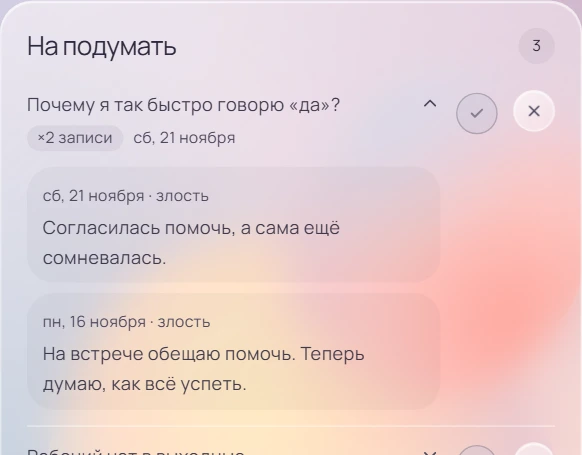 На подумать
3
Почему я так быстро говорю «да»?
×2 записи сб, 21 ноября
сб, 21 ноября · злость
Согласилась помочь, а сама ещё
сомневалась.
пн, 16 ноября · злость
На встрече обещаю помочь. Теперь
думаю, как всё успеть.